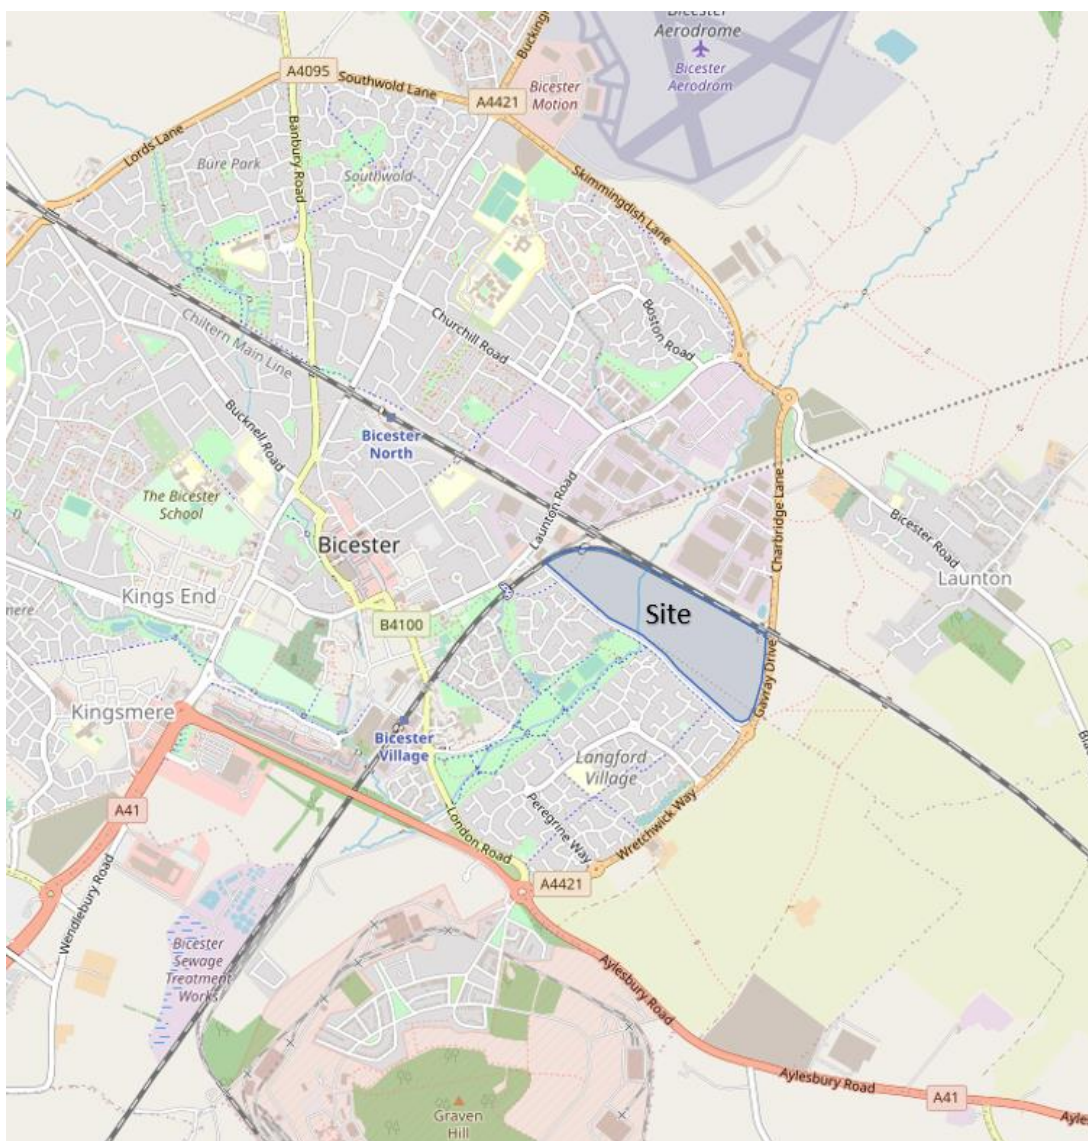 Bicester
Aerodrome
Bicester
Aerodrom
Buckingh
A4095
Southwold Lane
A4421
Bicester
Motion
Lords Lane
Banbury Road
Bure Park
Southwold
Skimmingdish Lane
Boston Road
Churchill Road
Chiltern Main Line
Bucknell Road
Bicester
North
The Bicester
School
Launton Road
Charbridge Lane
Bicester Road
Launton
Bicester
Kings End
mere
B4100
Site
Gavray Drive
Kingsmere
Bicester
Village
Langford
Village
Peregrine Way
Wretchwick Way
London Road
A41
A4421
Wendlebury Road
Bicester
Sewage
Treatment
Works
Aylesbury Road
Aylesbury Road
A41
Ayle
Graven
Hill